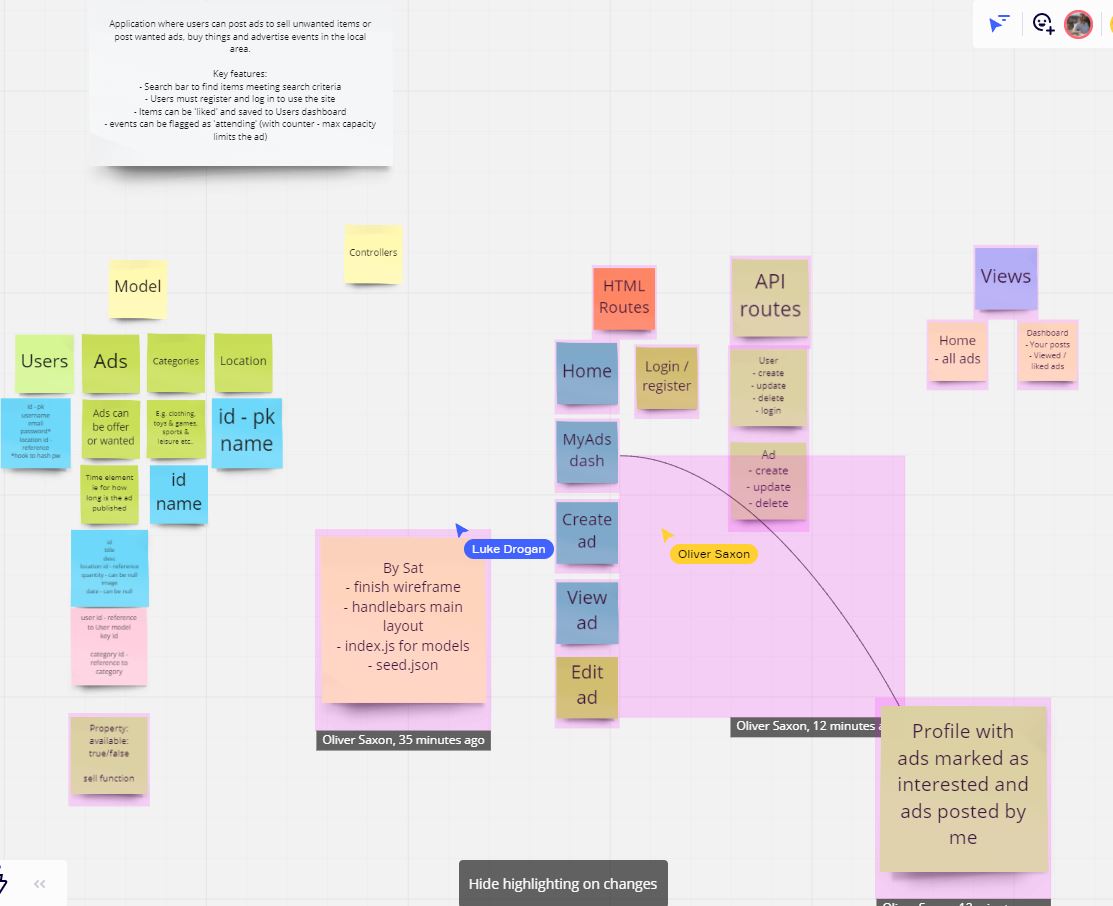 Application where users can post ads to sell unwanted items or
post wanted ads, buy things and advertise events in the local
area.
Key features:
- Search bar to find items meeting search criteria
- Users must register and log in to use the site
- Items can be 'liked' and saved to Users dashboard
- events can be flagged as 'attending' (with counter - max capacity
limits the ad)
Controllers
Model
Users
Ads
Categories
Location
id - pk
username
email
password*
location id -
reference
*hook to hash pw
Ads can
be offer
or wanted
E.g. clothing,
toys & games,
sports &
leisure etc..
id - pk
name
Time element
ie for how
long is the ad
published
id
name
id
title
desc
location id - reference
quantity - can be null
image
date - can be null
user id - reference
to User model
key id
category id -
reference to
category
Property:
available:
true/false
sell function
By Sat
- finish wireframe
- handlebars main
layout
- index.js for models
- seed.json
Oliver Saxon, 35 minutes ago
Luke Drogan
HTML
Routes
Home
Login /
register
MyAds
dash
Create
ad
View
ad
Edit
ad
API
routes
User
- create
- update
- delete
- login
Ad
- create
- update
- delete
Oliver Saxon
Oliver Saxon, 12 minutes a
Views
Home
- all ads
Dashboard
- Your posts
- Viewed /
liked ads
Profile with
ads marked as
interested and
ads posted by
me
Oliver Saxon, 12 minutes
Hide highlighting on changes